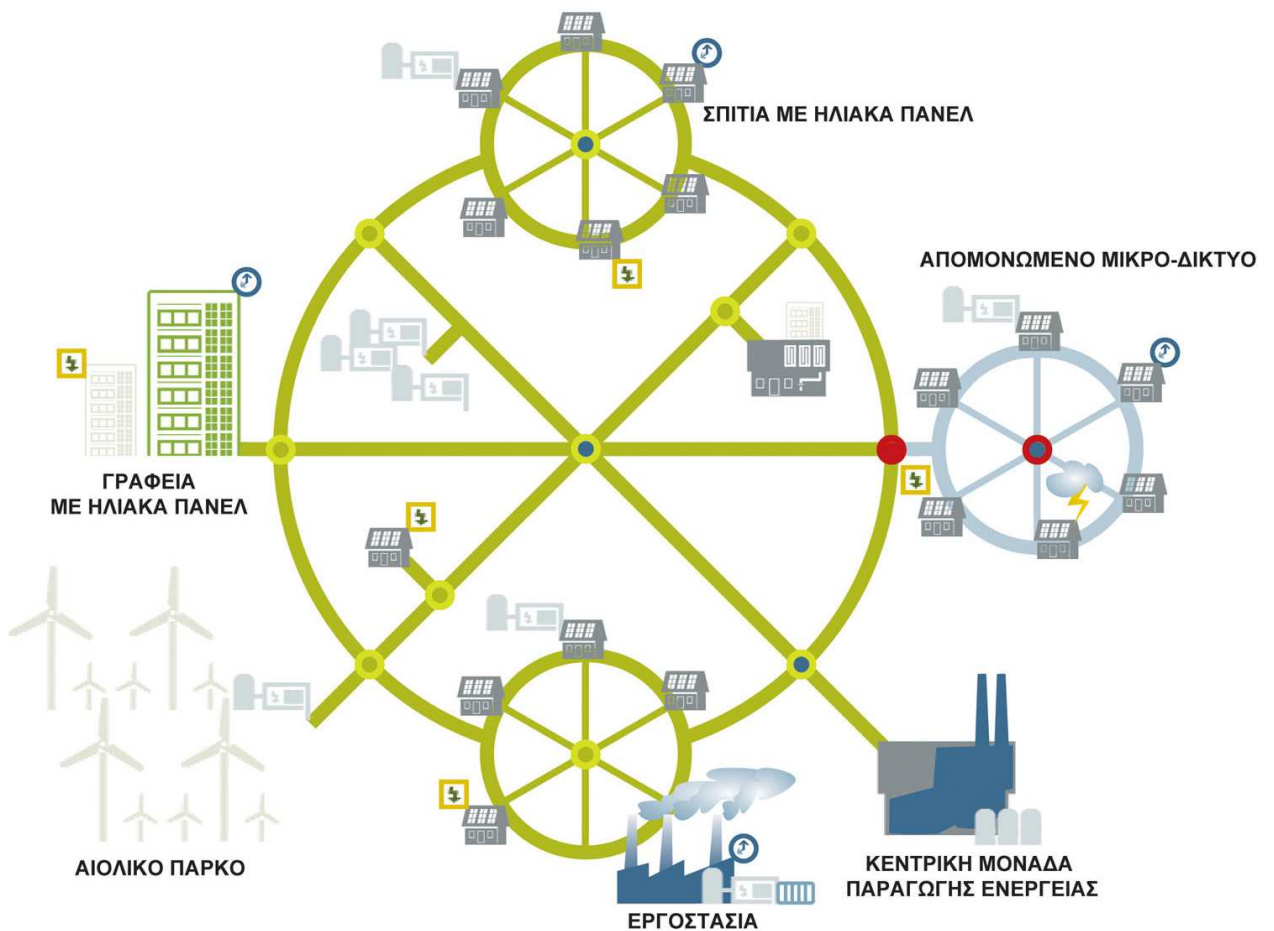 ΣΠΙΤΙΑ ΜΕ ΗΛΙΑΚΑ ΠΑΝΕΛ
ΑΠΟΜΟΝΩΜΕΝΟ ΜΙΚΡΟ-ΔΙΚΤΥΟ
ΓΡΑΦΕΙΑ
ΜΕ ΗΛΙΑΚΑ ΠΑΝΕΛ
ΑΙΟΛΙΚΟ ΠΑΡΚΟ
ΚΕΝΤΡΙΚΗ ΜΟΝΑΔΑ
ΠΑΡΑΓΩΓΗΣ ΕΝΕΡΓΕΙΑΣ
ΕΡΓΟΣΤΑΣΙΑ